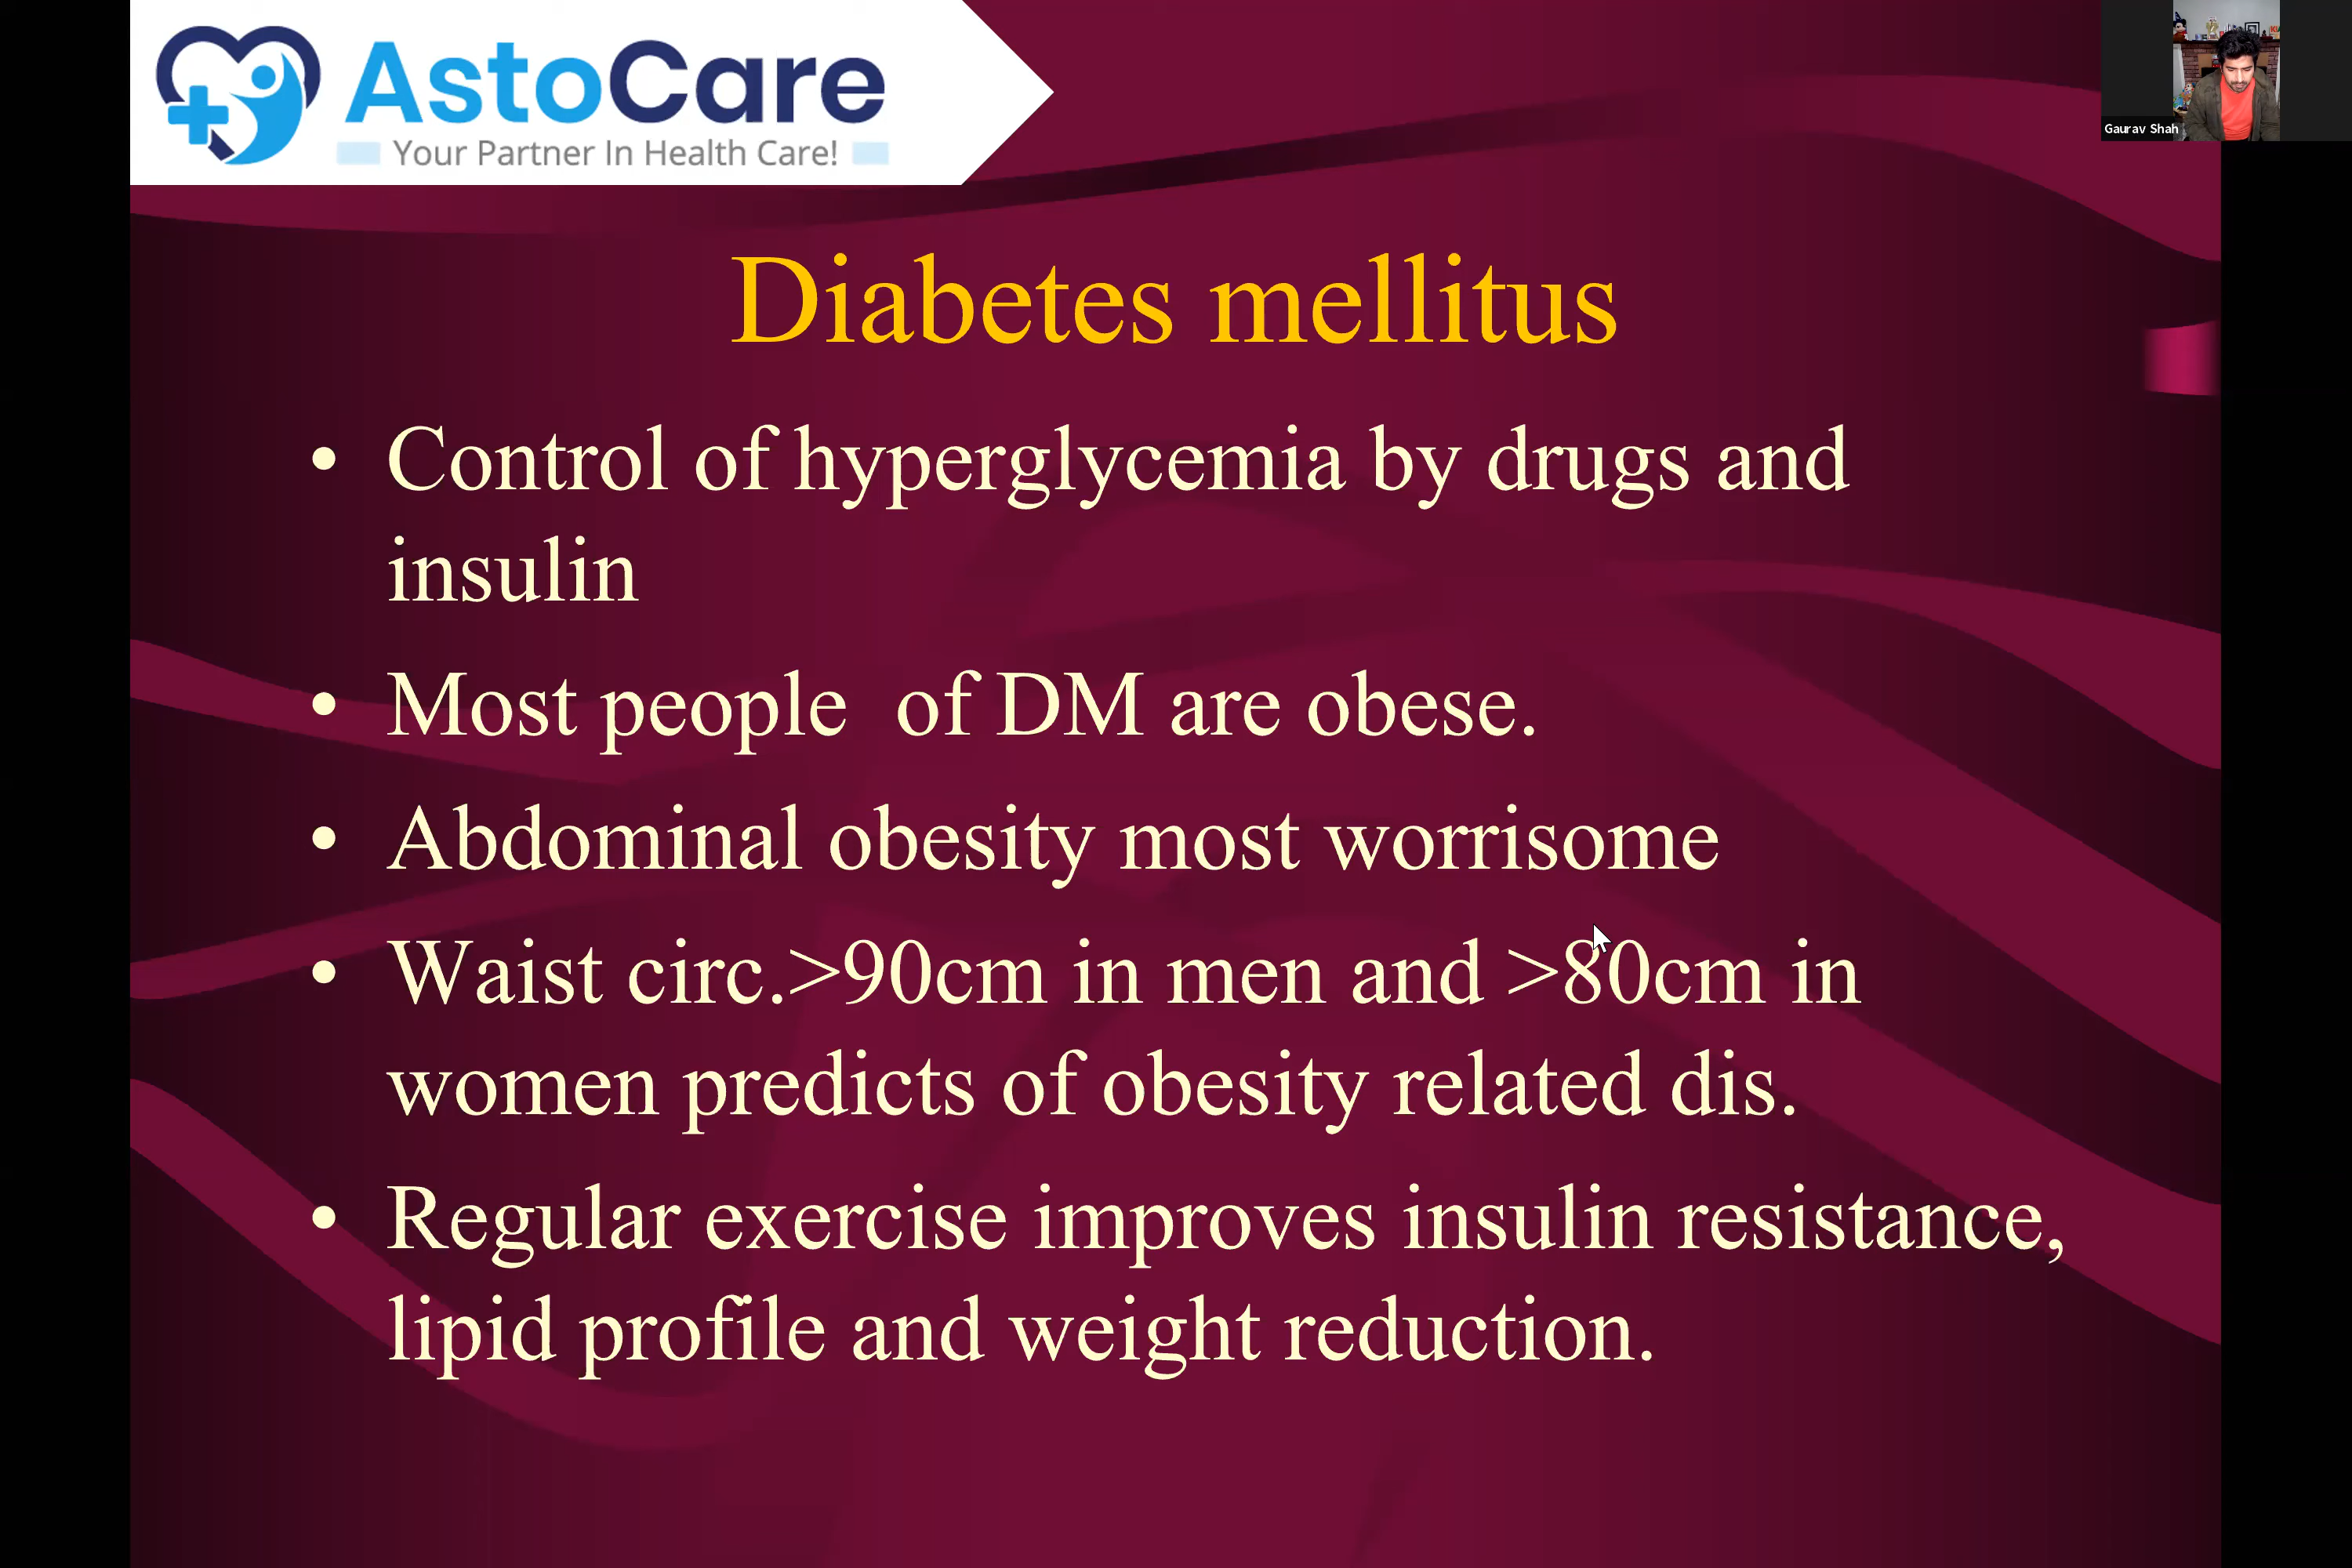 AstoCare
Your Partner In Health Care!
Gaurav Shah
Diabetes mellitus
• Control of hyperglycemia by drugs and
insulin
• Most people  of DM are obese.
• Abdominal obesity most worrisome
• Waist circ.>90cm in men and >80cm in
women predicts of obesity related dis.
• Regular exercise improves insulin resistance,
lipid profile and weight reduction.